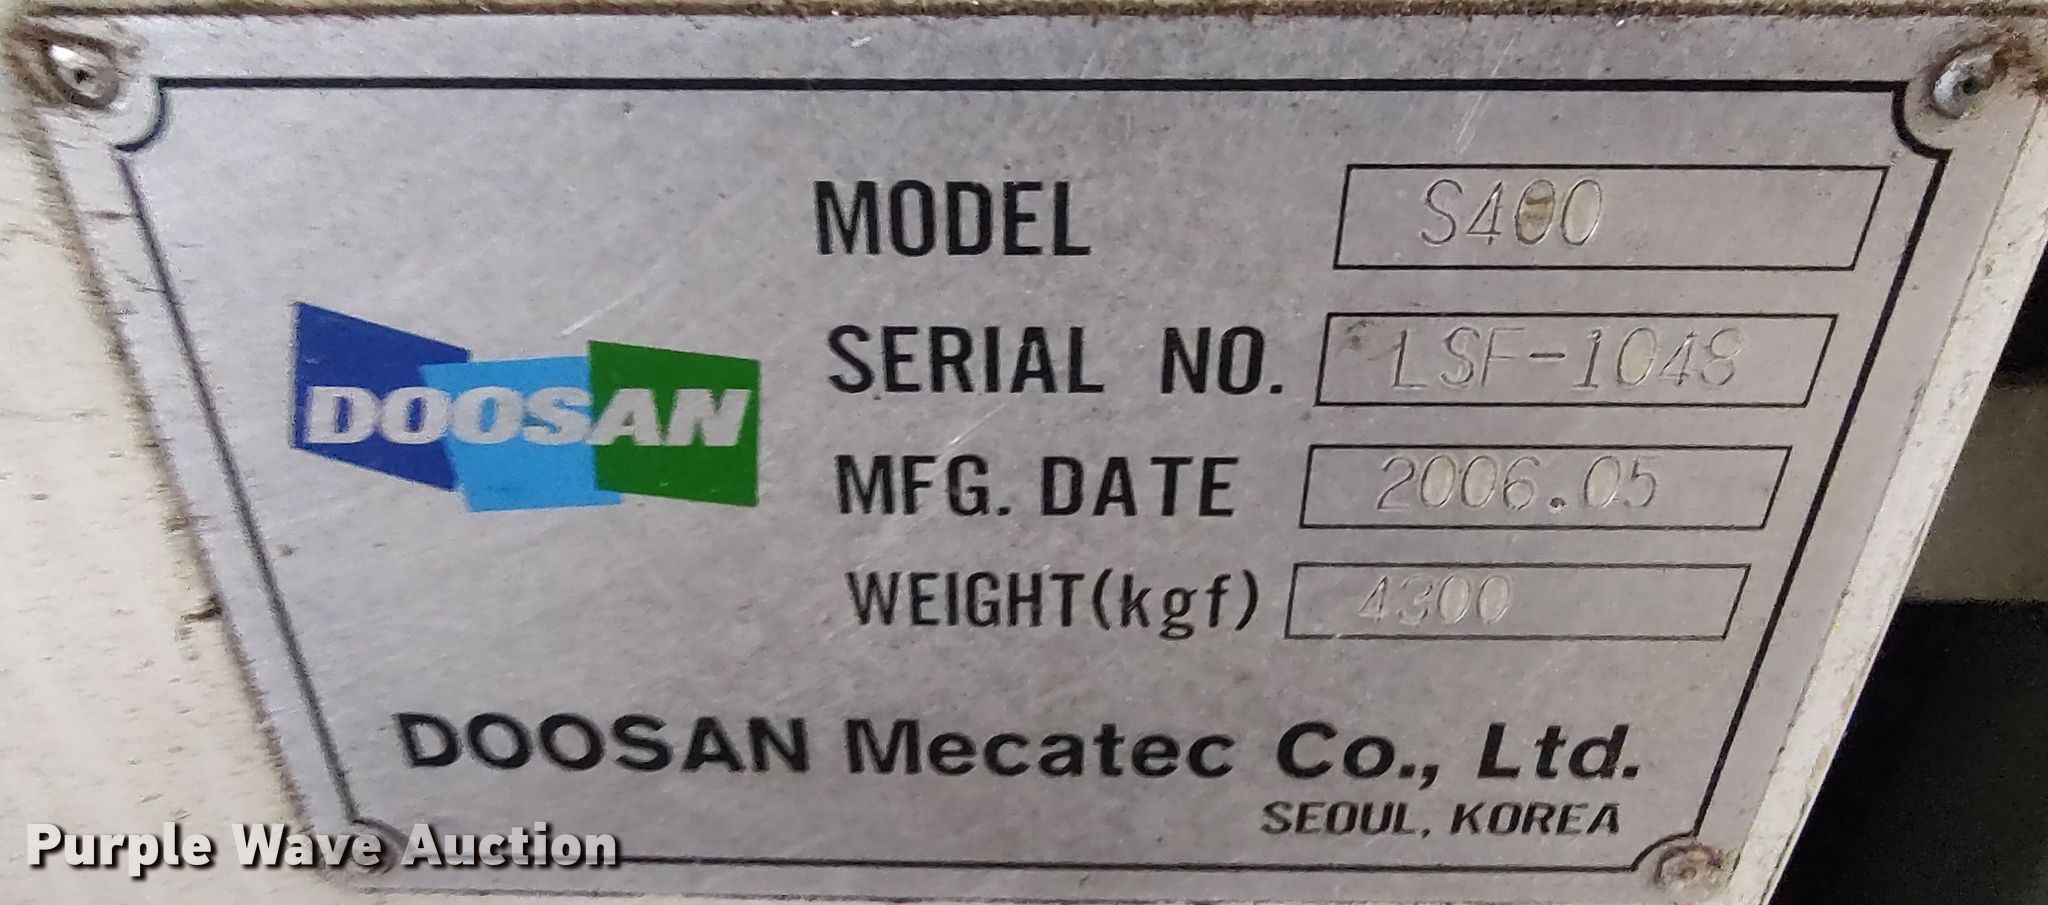 MODEL S400
DOOSAN
SERIAL NO. LSF-1048
MFG. DATE 2006.05
WEIGHT(kgf) 4300
DOOSAN Mecatec Co., Ltd.
SEOUL, KOREA
Purple Wave Auction